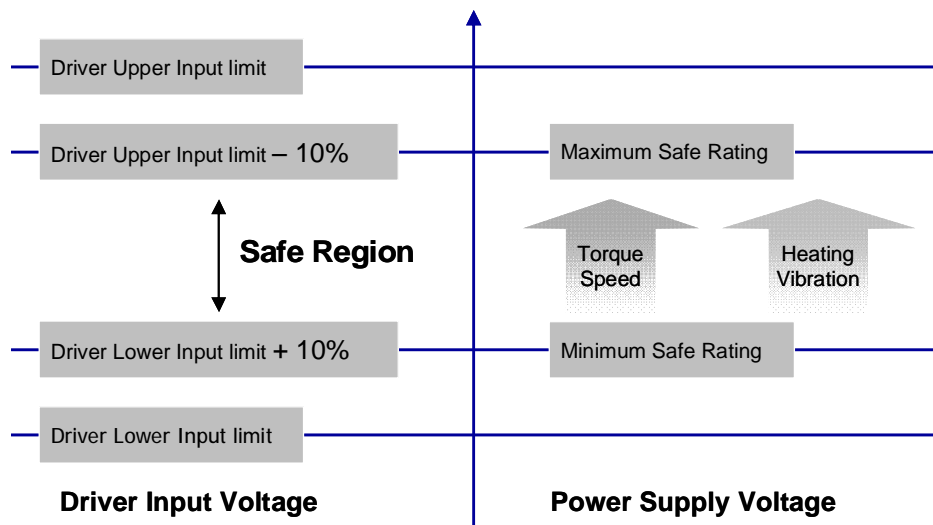 Driver Upper Input limit
Driver Upper Input limit – 10%
Maximum Safe Rating
Safe Region
Torque
Speed
Heating
Vibration
Driver Lower Input limit + 10%
Minimum Safe Rating
Driver Lower Input limit
Driver Input Voltage
Power Supply Voltage